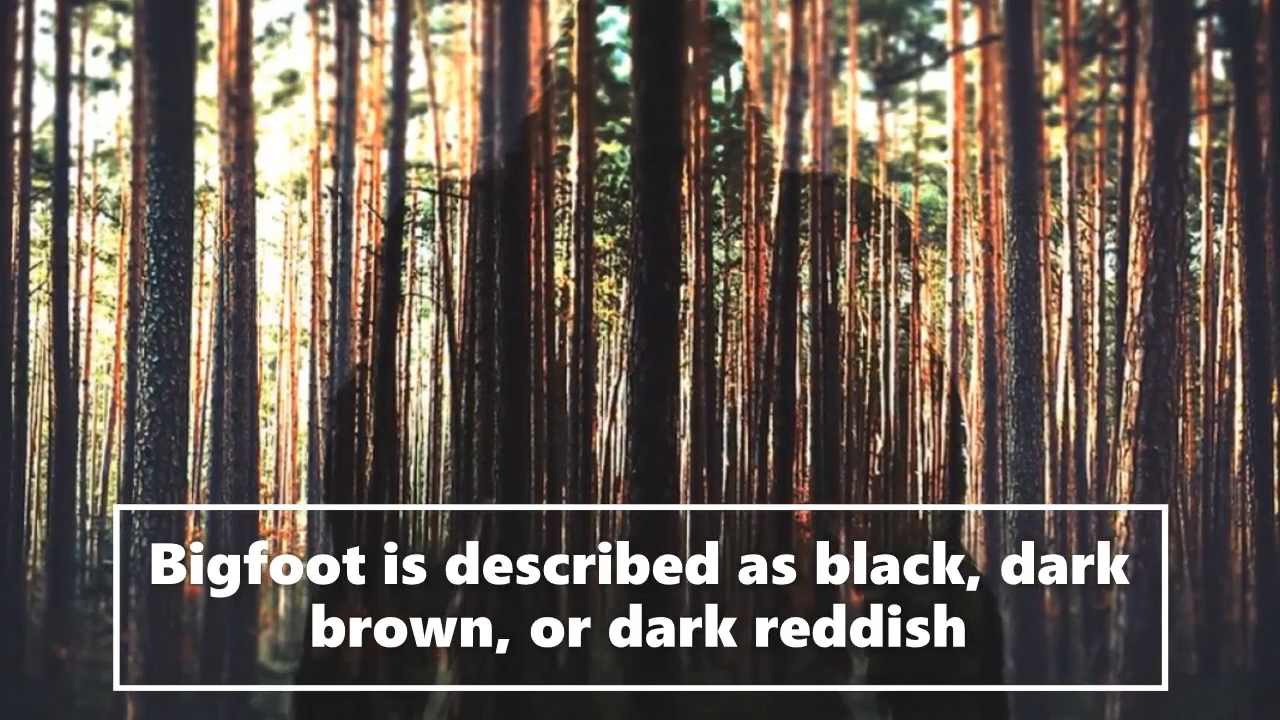 Bigfoot is described as black, dark
brown, or dark reddish